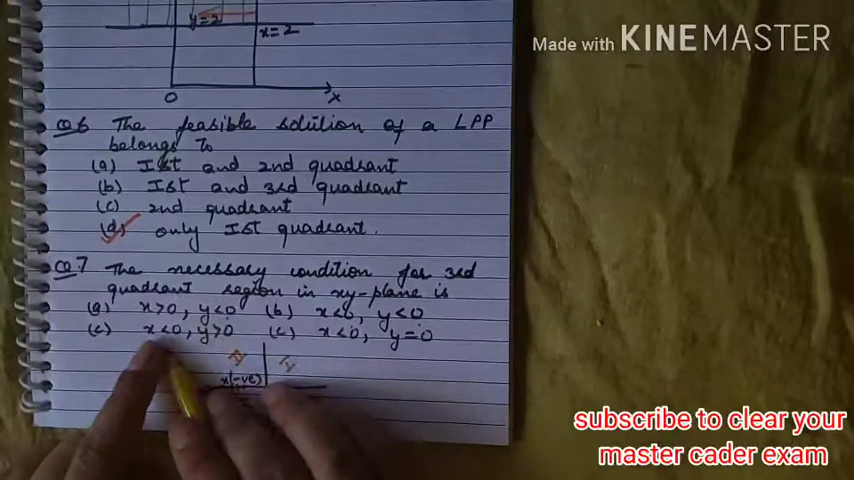 y=2
x=2
O
X
Made with KINEMASTER
Q6 The feasible solution of a LPP
belongs to
(a) Ist and 2nd quadrant
(b) Ist and 3rd quadrant
(c) 2nd quadrant
(d) only Ist quadrant.
Q7 The necessary condition for 3rd
quadrant region in xy-plane is
(a) x>0, y<0 (b) x<0, y<0
(c) x<0, y>0 (c) x<0, y=0
x(-ve)
subscribe to clear your
master cader exam